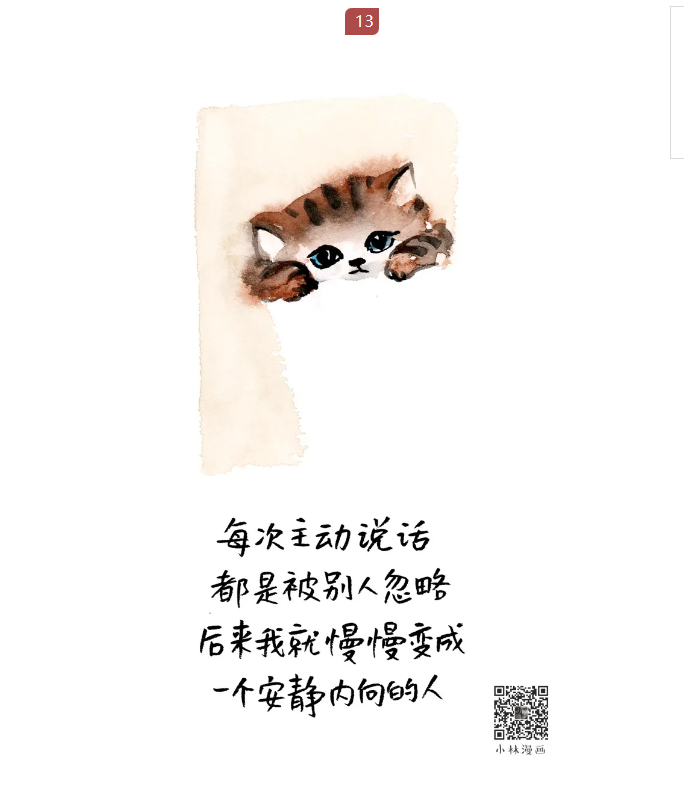 13
每次主动说话
都是被别人忽略
后来我就慢慢变成
一个安静内向的人
小林漫画